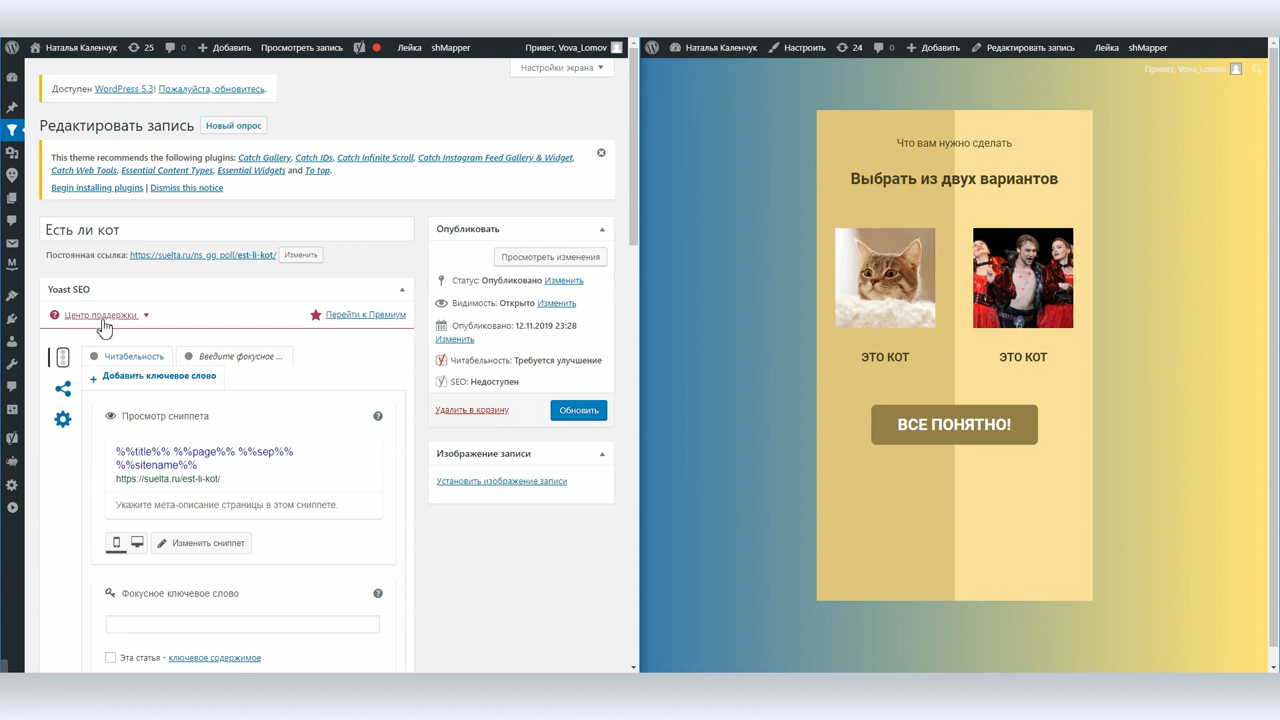 Наталья Каленчук 25 0 Добавить Просмотреть запись Лейка shMapper Привет, Vova_Lomov
Настройки экрана
Доступен WordPress 5.3! Пожалуйста, обновитесь.
Редактировать запись Новый опрос
This theme recommends the following plugins: Catch Gallery, Catch IDs, Catch Infinite Scroll, Catch Instagram Feed Gallery & Widget,
Catch Web Tools, Essential Content Types, Essential Widgets and To top.
Begin installing plugins | Dismiss this notice
Есть ли кот
Постоянная ссылка: https://suelta.ru/ns_gg_poll/est-li-kot/ Изменить
Yoast SEO
Центр поддержки Перейти к Премиум
Читабельность Введите фокусное ...
+ Добавить ключевое слово
Просмотр сниппета
%%title%% %%page%% %%sep%%
%%sitename%%
https://suelta.ru/est-li-kot/
Укажите мета-описание страницы в этом сниппете.
Изменить сниппет
Фокусное ключевое слово
Эта статья - ключевое содержимое
Опубликовать
Просмотреть изменения
Статус: Опубликовано Изменить
Видимость: Открыто Изменить
Опубликовано: 12.11.2019 23:28
Изменить
Читабельность: Требуется улучшение
SEO: Недоступен
Удалить в корзину Обновить
Изображение записи
Установить изображение записи
Наталья Каленчук Настроить 24 0 Добавить Редактировать запись Лейка shMapper
Привет, Vova_Lomov
Что вам нужно сделать
Выбрать из двух вариантов
ЭТО КОТ ЭТО КОТ
ВСЕ ПОНЯТНО!